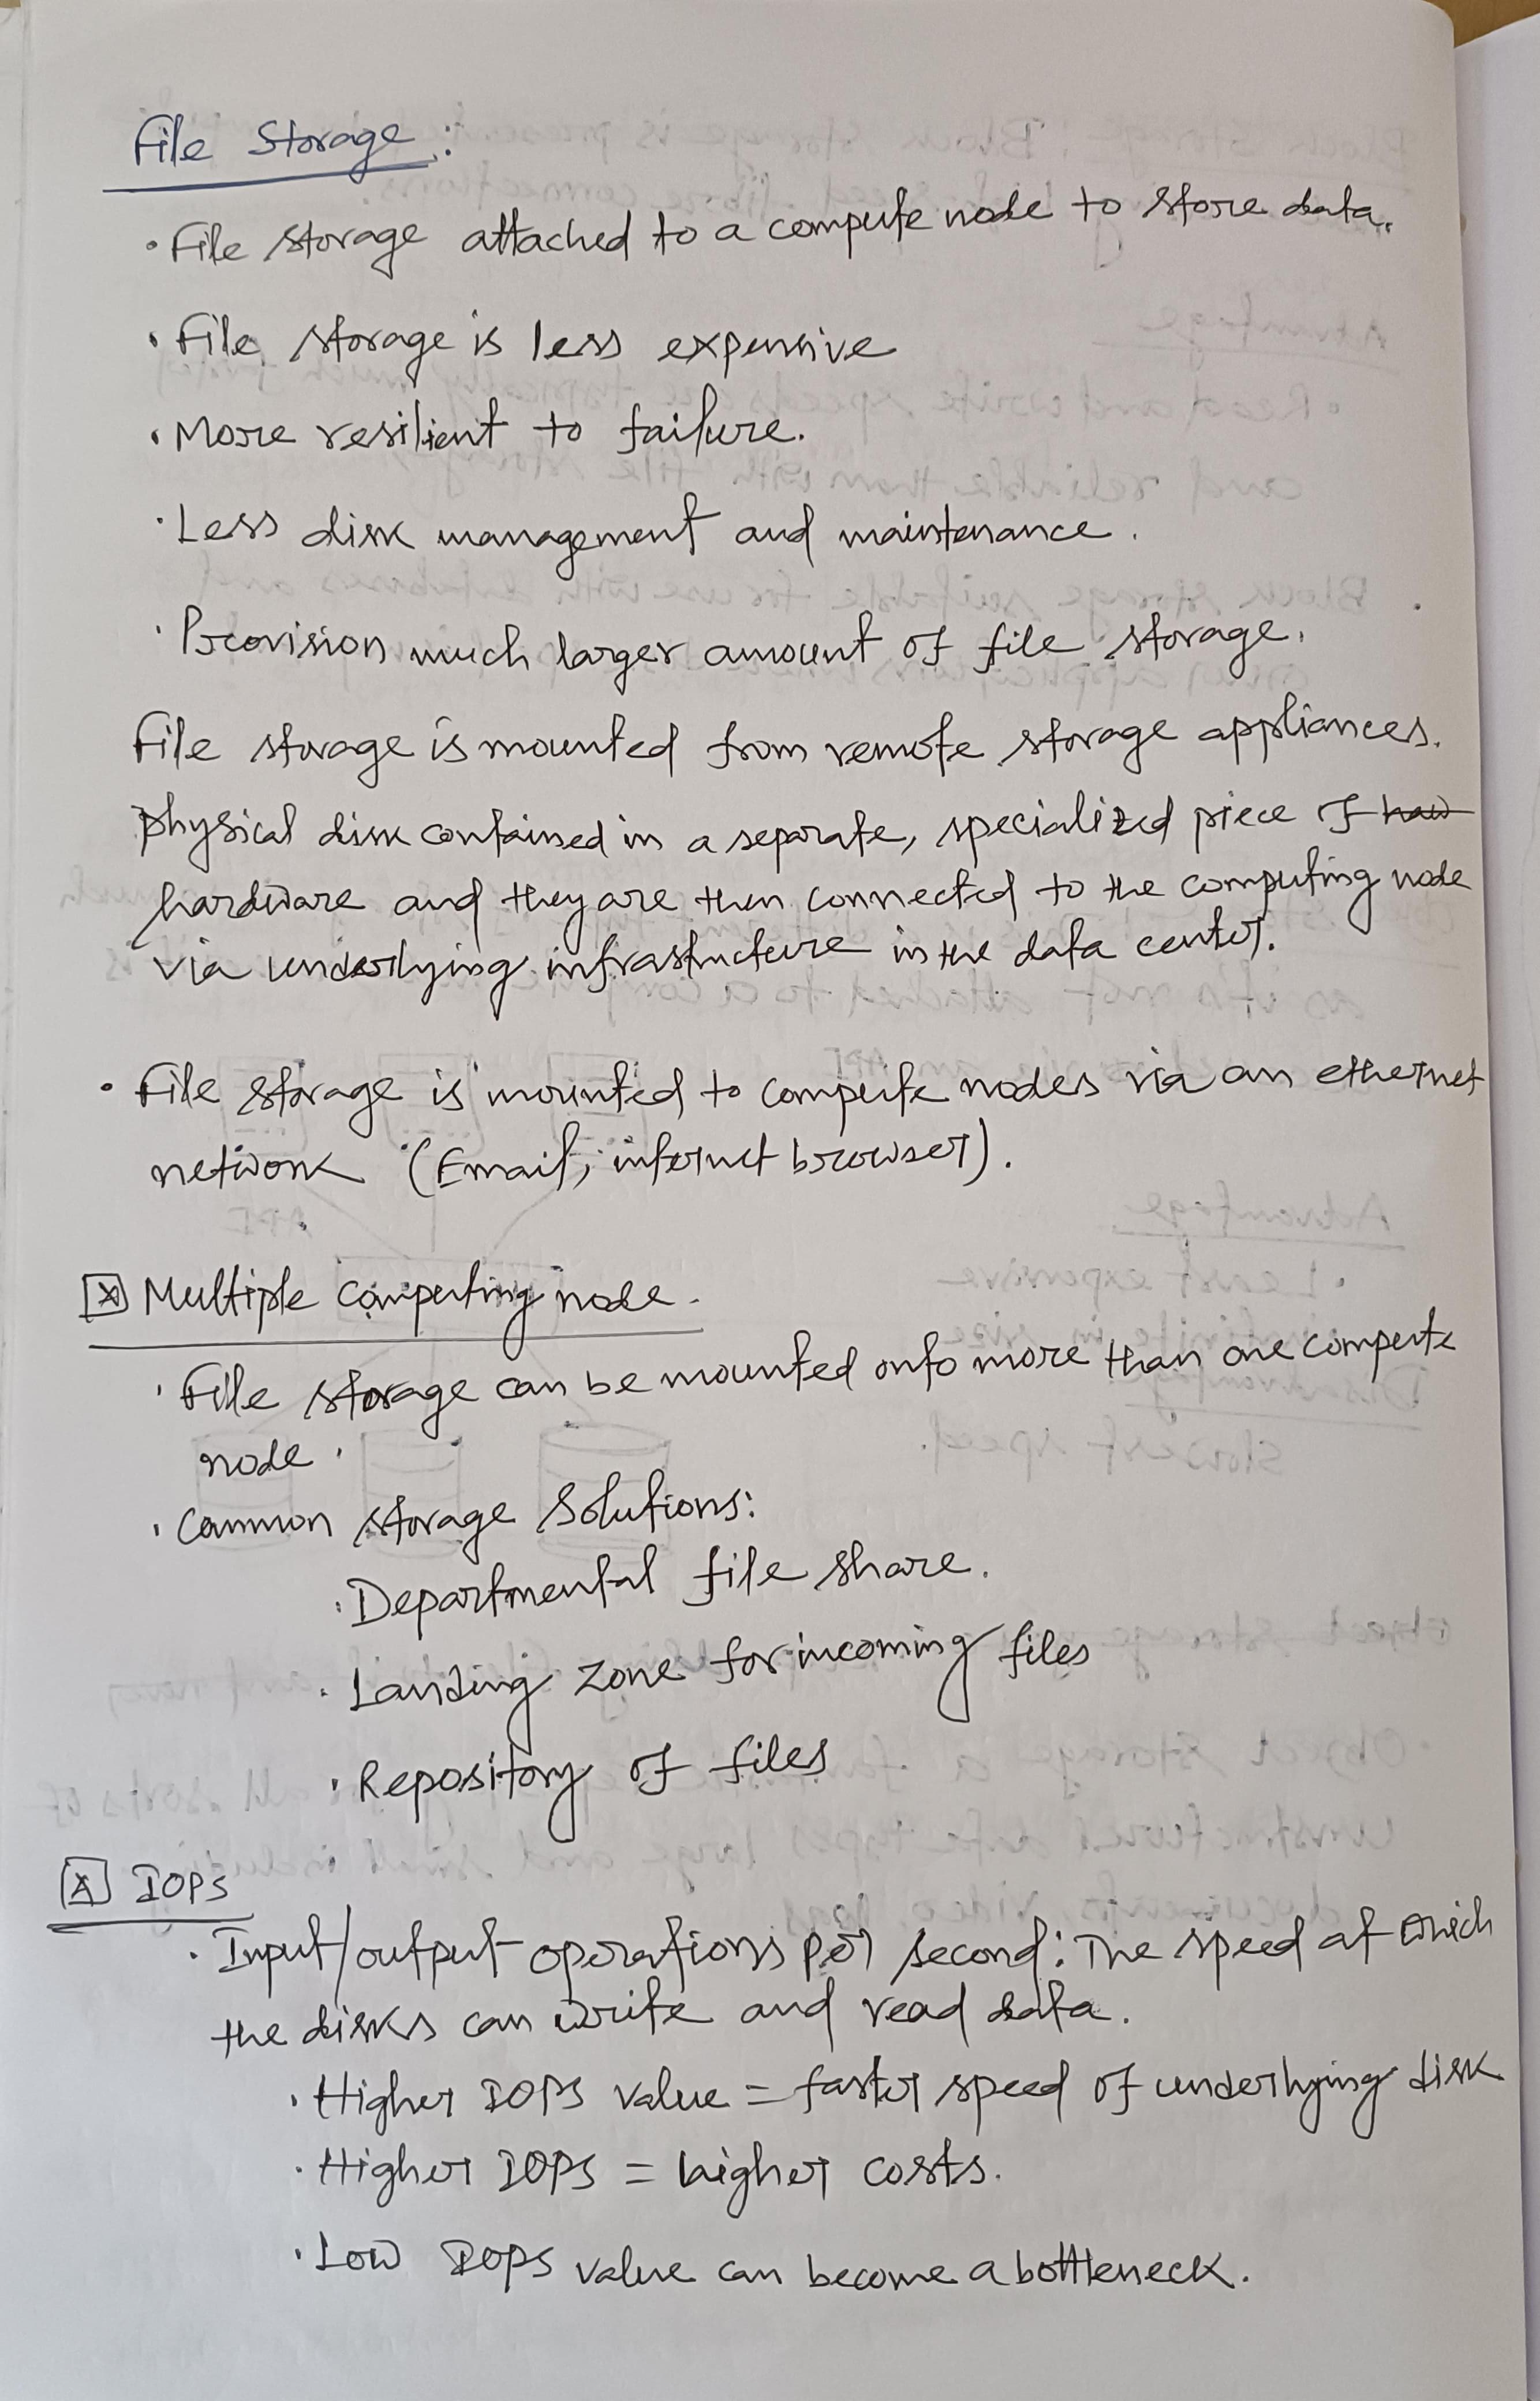 File Storage:
• File storage attached to a compute node to store data.
• File storage is less expensive
• More resilient to failure.
• Less disk management and maintenance.
• Provision much larger amount of file storage.
File storage is mounted from remote storage appliances.
Physical disk contained in a separate, specialized piece of
hardware and they are then connected to the computing node
via underlying infrastructure in the data center.
• File storage is mounted to compute nodes via an ethernet
network (Email, internet browser).
Multiple Computing node.
• File storage can be mounted onto more than one compute
node.
• Common storage Solutions:
• Departmental file share.
• Landing zone for incoming files
• Repository of files
IOPS
• Input/output operations per second: The speed at which
the disks can write and read data.
• Higher IOPS value = faster speed of underlying disk
• Higher IOPS = higher costs.
• Low IOPS value can become a bottleneck.